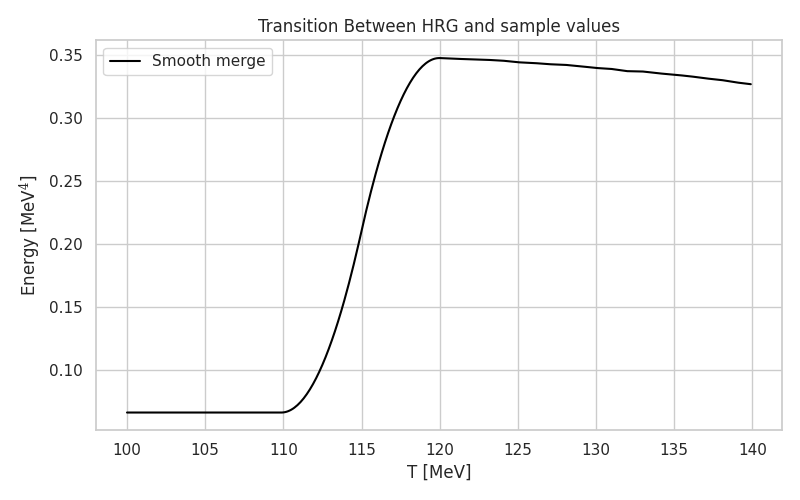 Transition Between HRG and sample values
Smooth merge
Energy [MeV⁴]
0.35
0.30
0.25
0.20
0.15
0.10
100 105 110 115 120 125 130 135 140
T [MeV]